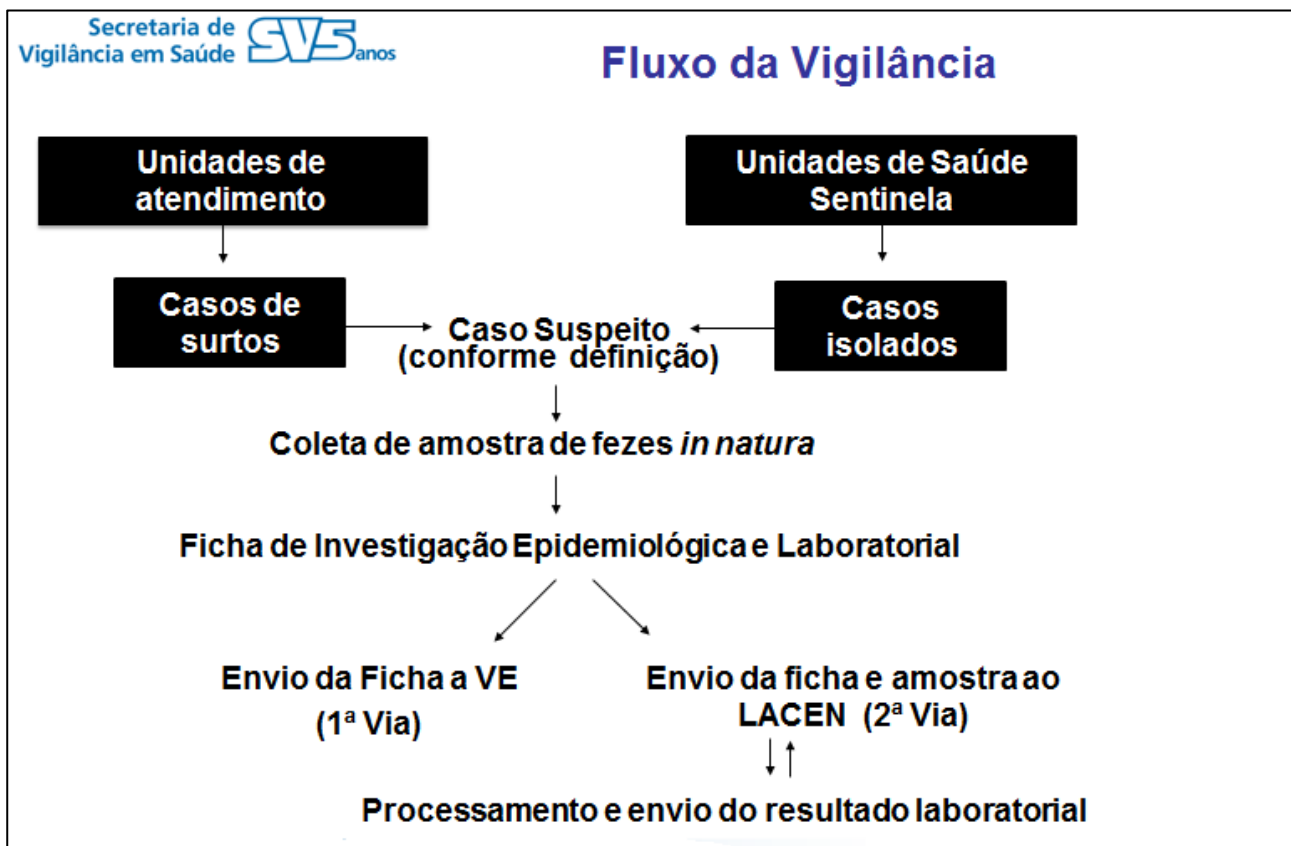 Secretaria de
Vigilância em Saúde SVS 5 anos
Fluxo da Vigilância
Unidades de
atendimento
Unidades de Saúde
Sentinela
Casos de
surtos
Caso Suspeito
(conforme definição)
Casos
isolados
Coleta de amostra de fezes in natura
Ficha de Investigação Epidemiológica e Laboratorial
Envio da Ficha a VE
(1ª Via)
Envio da ficha e amostra ao
LACEN (2ª Via)
Processamento e envio do resultado laboratorial